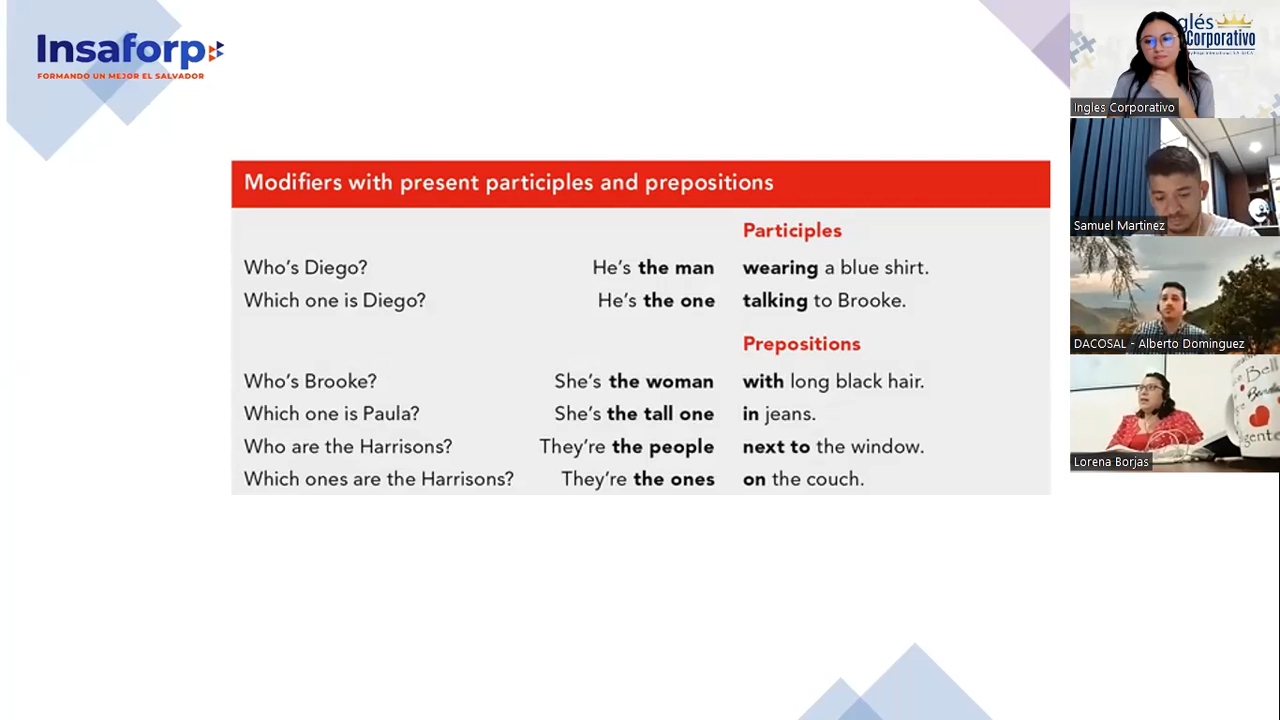 Insaforp
FORMANDO UN MEJOR EL SALVADOR
Modifiers with present participles and prepositions
Participles
Who's Diego? He's the man wearing a blue shirt.
Which one is Diego? He's the one talking to Brooke.
Prepositions
Who's Brooke? She's the woman with long black hair.
Which one is Paula? She's the tall one in jeans.
Who are the Harrisons? They're the people next to the window.
Which ones are the Harrisons? They're the ones on the couch.
glés
Corporativo
Ingles Corporativo
Samuel Martinez
DACOSAL - Alberto Dominguez
Bell
gente
Lorena Borjas